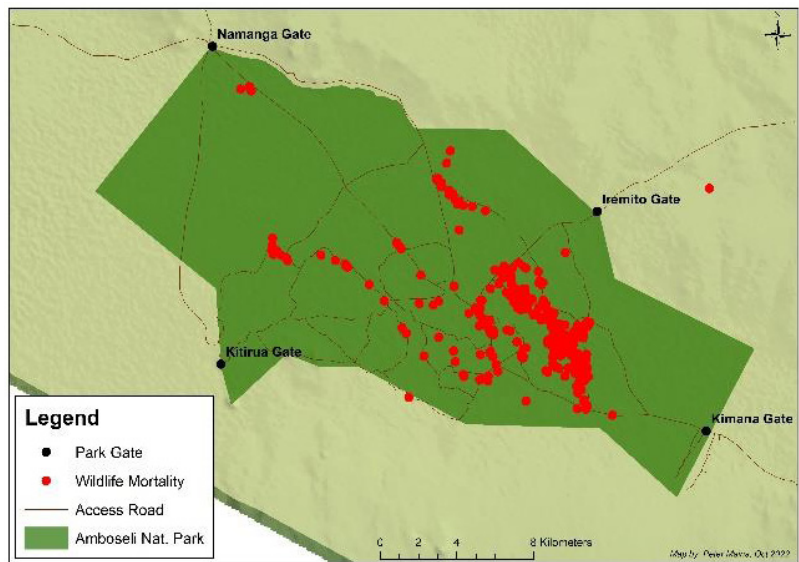 Namanga Gate
Iremito Gate
Kitirua Gate
Kimana Gate
Legend
Park Gate
Wildlife Mortality
Access Road
Amboseli Nat. Park
0 2 4 8 Kilometers
Map by Peter Maina, Oct 2022